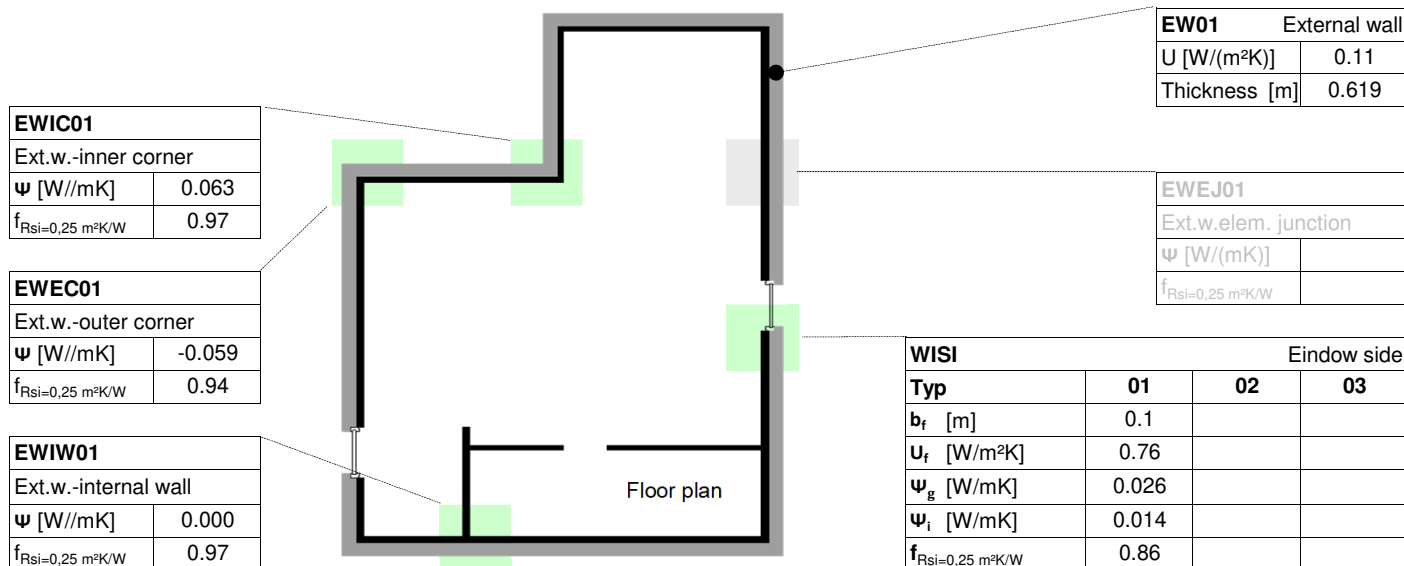 EW01 External wall
U [W/(m²K)] 0.11
Thickness [m] 0.619
EWIC01
Ext.w.-inner corner
Ψ [W//mK] 0.063
fRsi=0,25 m²K/W 0.97
EWEJ01
Ext.w.elem. junction
Ψ [W/(mK)]
fRsi=0,25 m²K/W
EWEC01
Ext.w.-outer corner
Ψ [W//mK] -0.059
fRsi=0,25 m²K/W 0.94
WISI Eindow side
Typ 01 02 03
bf [m] 0.1
Uf [W/m²K] 0.76
Ψg [W/mK] 0.026
Ψi [W/mK] 0.014
fRsi=0,25 m²K/W 0.86
EWIW01
Ext.w.-internal wall
Ψ [W//mK] 0.000
fRsi=0,25 m²K/W 0.97
Floor plan